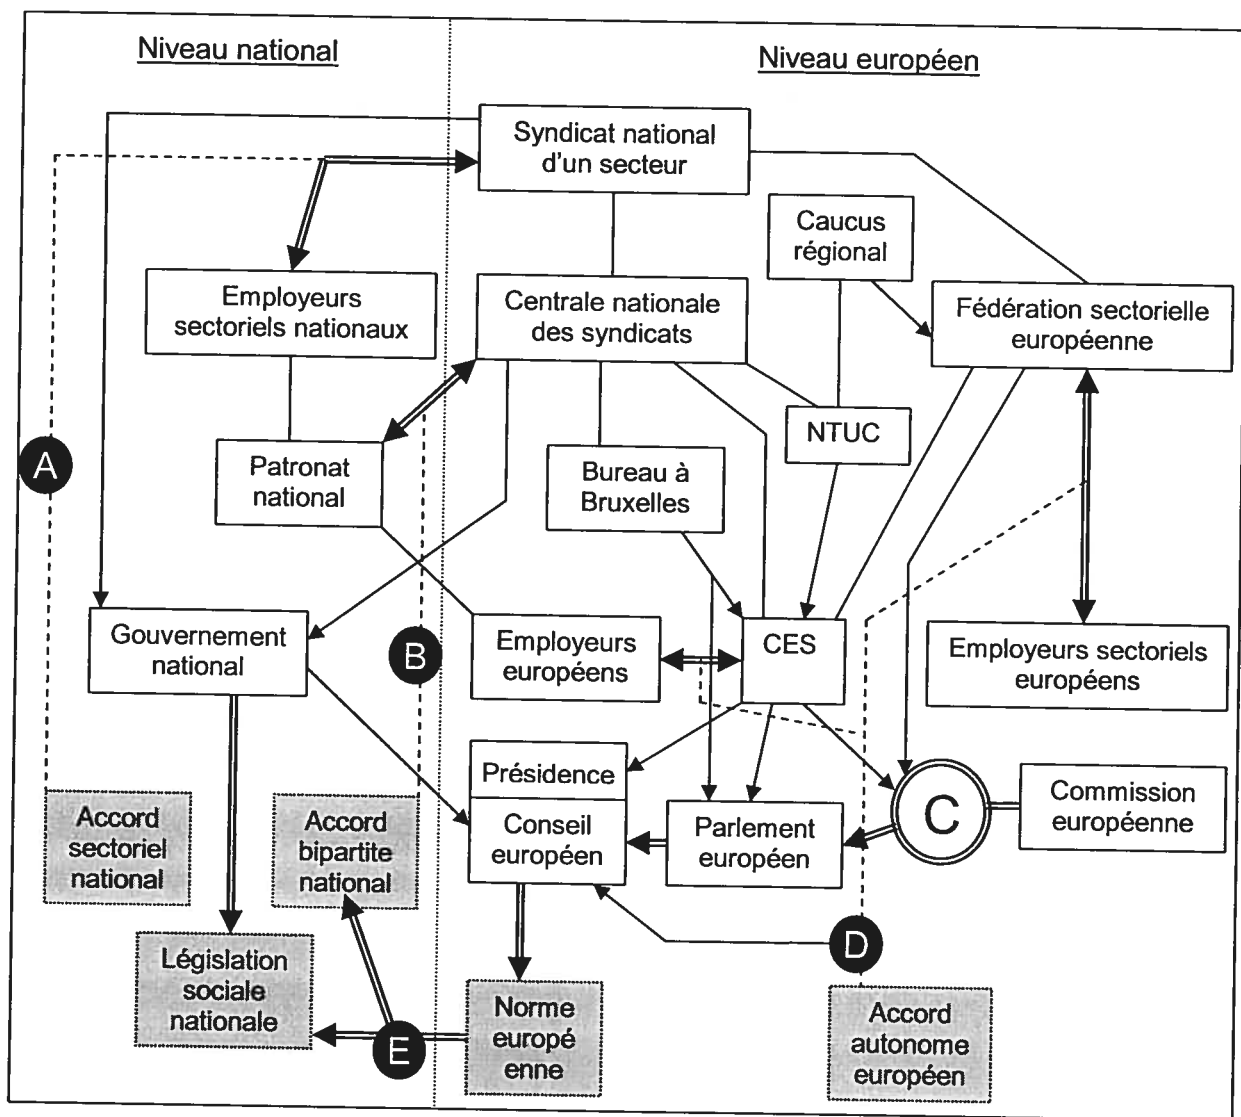 Niveau national
Niveau européen
Syndicat national
d'un secteur
Caucus
régional
Employeurs
sectoriels nationaux
Centrale nationale
des syndicats
Fédération sectorielle
européenne
NTUC
A
Patronat
national
Bureau à
Bruxelles
Gouvernement
national
B
Employeurs
européens
CES
Employeurs sectoriels
européens
Présidence
Conseil
européen
Parlement
européen
C
Commission
européenne
Accord
sectoriel
national
Accord
bipartite
national
D
Législation
sociale
nationale
E
Norme
europé
enne
Accord
autonome
européen